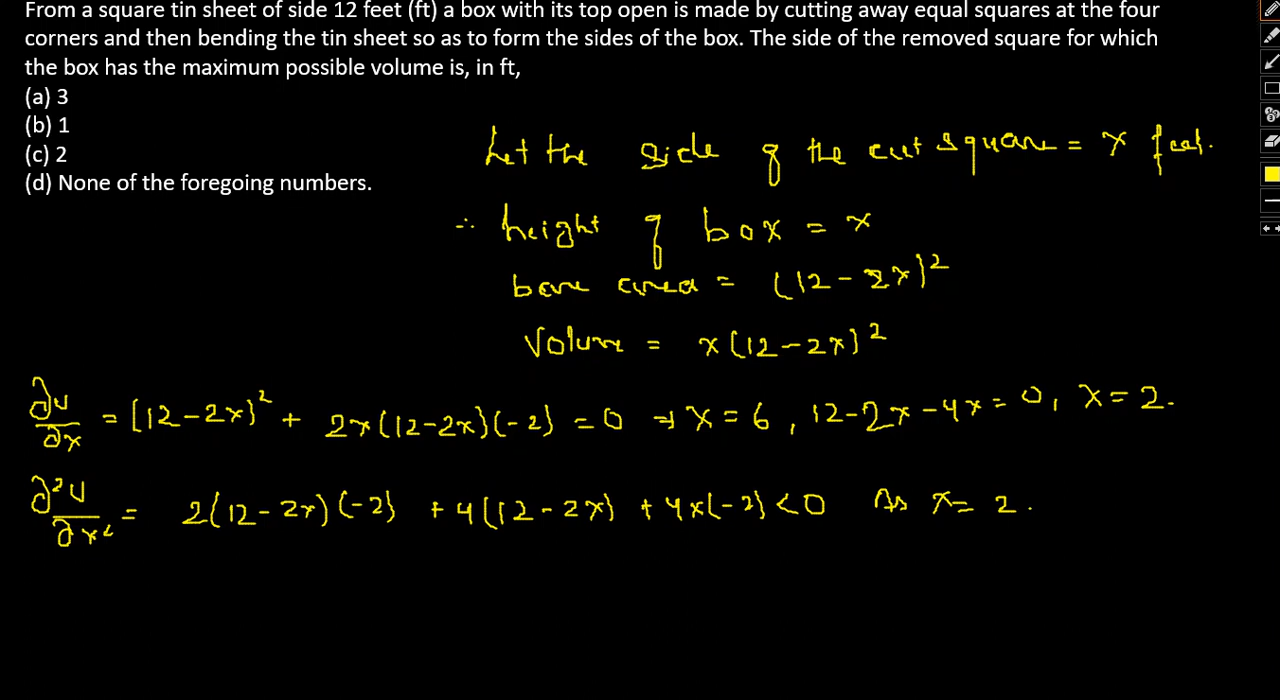 From a square tin sheet of side 12 feet (ft) a box with its top open is made by cutting away equal squares at the four
corners and then bending the tin sheet so as to form the sides of the box. The side of the removed square for which
the box has the maximum possible volume is, in ft,
(a) 3
(b) 1
(c) 2
(d) None of the foregoing numbers.
Let the side of the cut square = x feet.
∴ height of box = x
base area = (12-2x)²
Volume = x(12-2x)²
∂v/∂x = (12-2x)² + 2x(12-2x)(-2) = 0 ⇒ x = 6, 12-2x-4x = 0, x = 2.
∂²v/∂x² = 2(12-2x)(-2) + 4(12-2x) + 4x(-2) < 0 As x = 2.